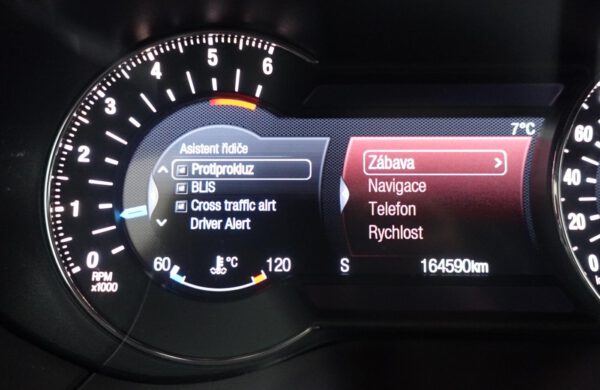 6
5
4
3
2
1
0
RPM
x1000
Asistent řidiče
Protiprokluz
BLIS
Cross traffic alrt
Driver Alert
60 °C 120
7°C
Zábava >
Navigace
Telefon
Rychlost
S 164590km
60
40
20
0